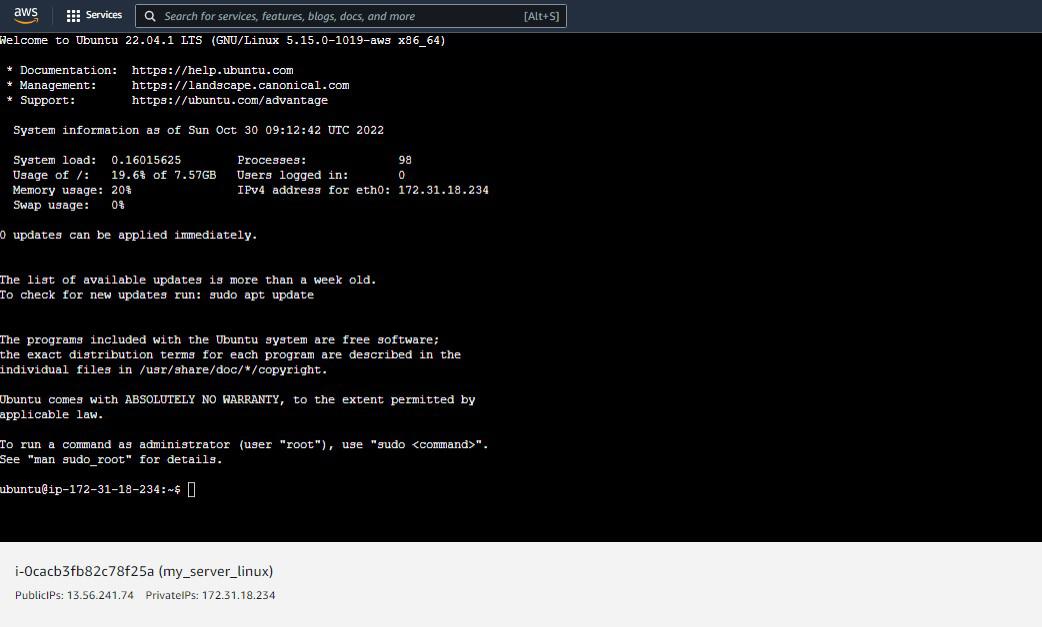 aws
Services
Search for services, features, blogs, docs, and more [Alt+S]
Welcome to Ubuntu 22.04.1 LTS (GNU/Linux 5.15.0-1019-aws x86_64)
* Documentation: https://help.ubuntu.com
* Management: https://landscape.canonical.com
* Support: https://ubuntu.com/advantage
System information as of Sun Oct 30 09:12:42 UTC 2022
System load: 0.16015625 Processes: 98
Usage of /: 19.6% of 7.57GB Users logged in: 0
Memory usage: 20% IPv4 address for eth0: 172.31.18.234
Swap usage: 0%
0 updates can be applied immediately.
The list of available updates is more than a week old.
To check for new updates run: sudo apt update
The programs included with the Ubuntu system are free software;
the exact distribution terms for each program are described in the
individual files in /usr/share/doc/*/copyright.
Ubuntu comes with ABSOLUTELY NO WARRANTY, to the extent permitted by
applicable law.
To run a command as administrator (user "root"), use "sudo <command>".
See "man sudo_root" for details.
ubuntu@ip-172-31-18-234:~$
i-0cacb3fb82c78f25a (my_server_linux)
PublicIPs: 13.56.241.74 PrivateIPs: 172.31.18.234